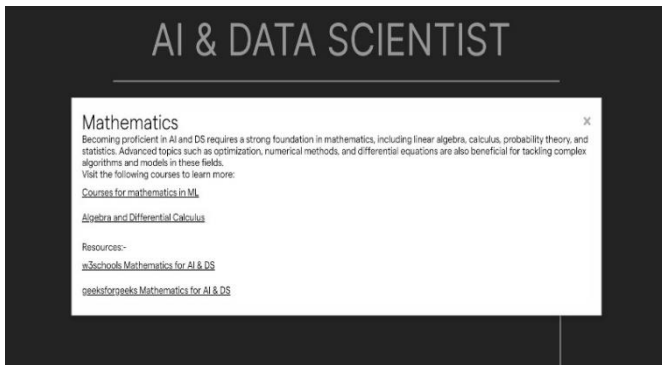 AI & DATA SCIENTIST
Mathematics
x
Becoming proficient in AI and DS requires a strong foundation in mathematics, including linear algebra, calculus, probability theory, and
statistics. Advanced topics such as optimization, numerical methods, and differential equations are also beneficial for tackling complex
algorithms and models in these fields.
Visit the following courses to learn more:
Courses for mathematics in ML
Algebra and Differential Calculus
Resources:-
w3schools Mathematics for AI & DS
geeksforgeeks Mathematics for AI & DS